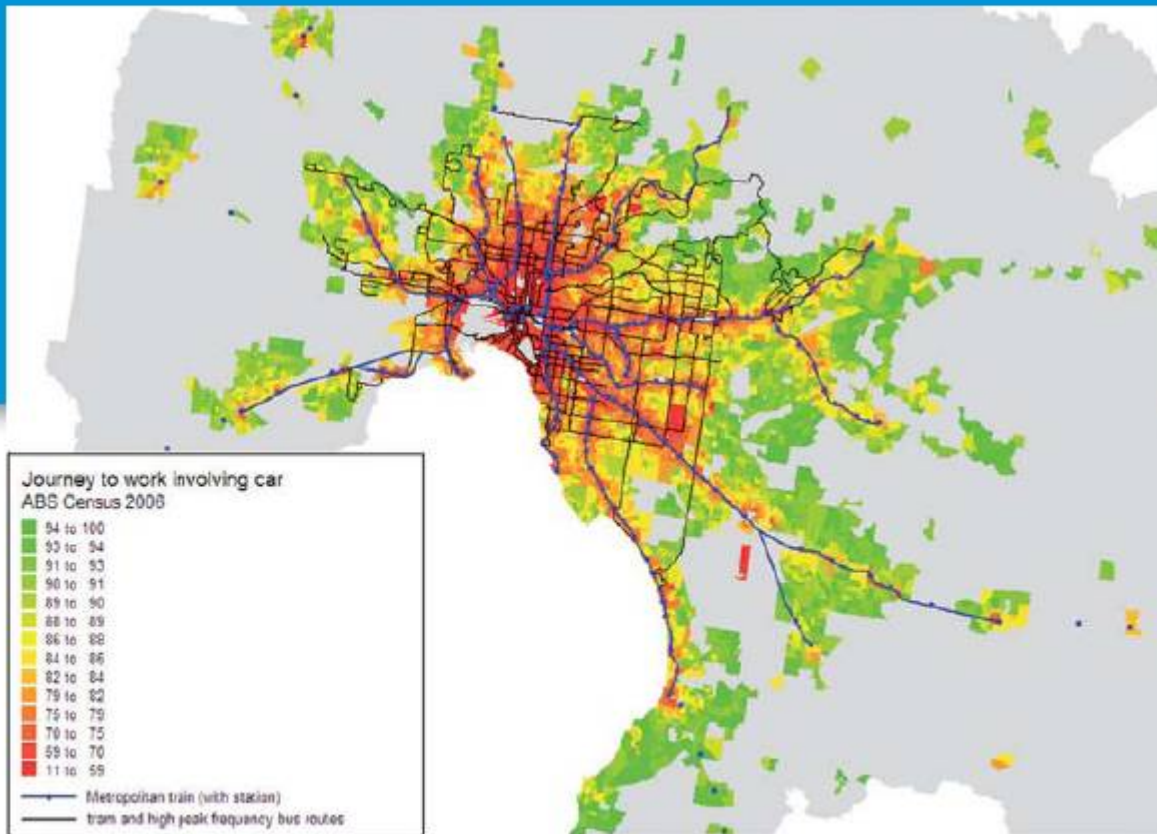 Journey to work involving car
ABS Census 2006
94 to 100
93 to 94
91 to 93
90 to 91
89 to 90
88 to 89
86 to 88
84 to 86
82 to 84
79 to 82
75 to 79
70 to 75
59 to 70
11 to 59
Metropolitan train (with station)
tram and high peak frequency bus routes